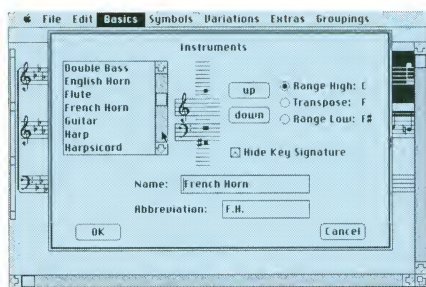 File Edit Basics Symbols Variations Extras Groupings
Instruments
Double Bass
English Horn
Flute
French Horn
Guitar
Harp
Harpsicord
up
down
Range High: C
Transpose: F
Range Low: F#
Hide Key Signature
Name: French Horn
Abbreviation: F.H.
OK
Cancel